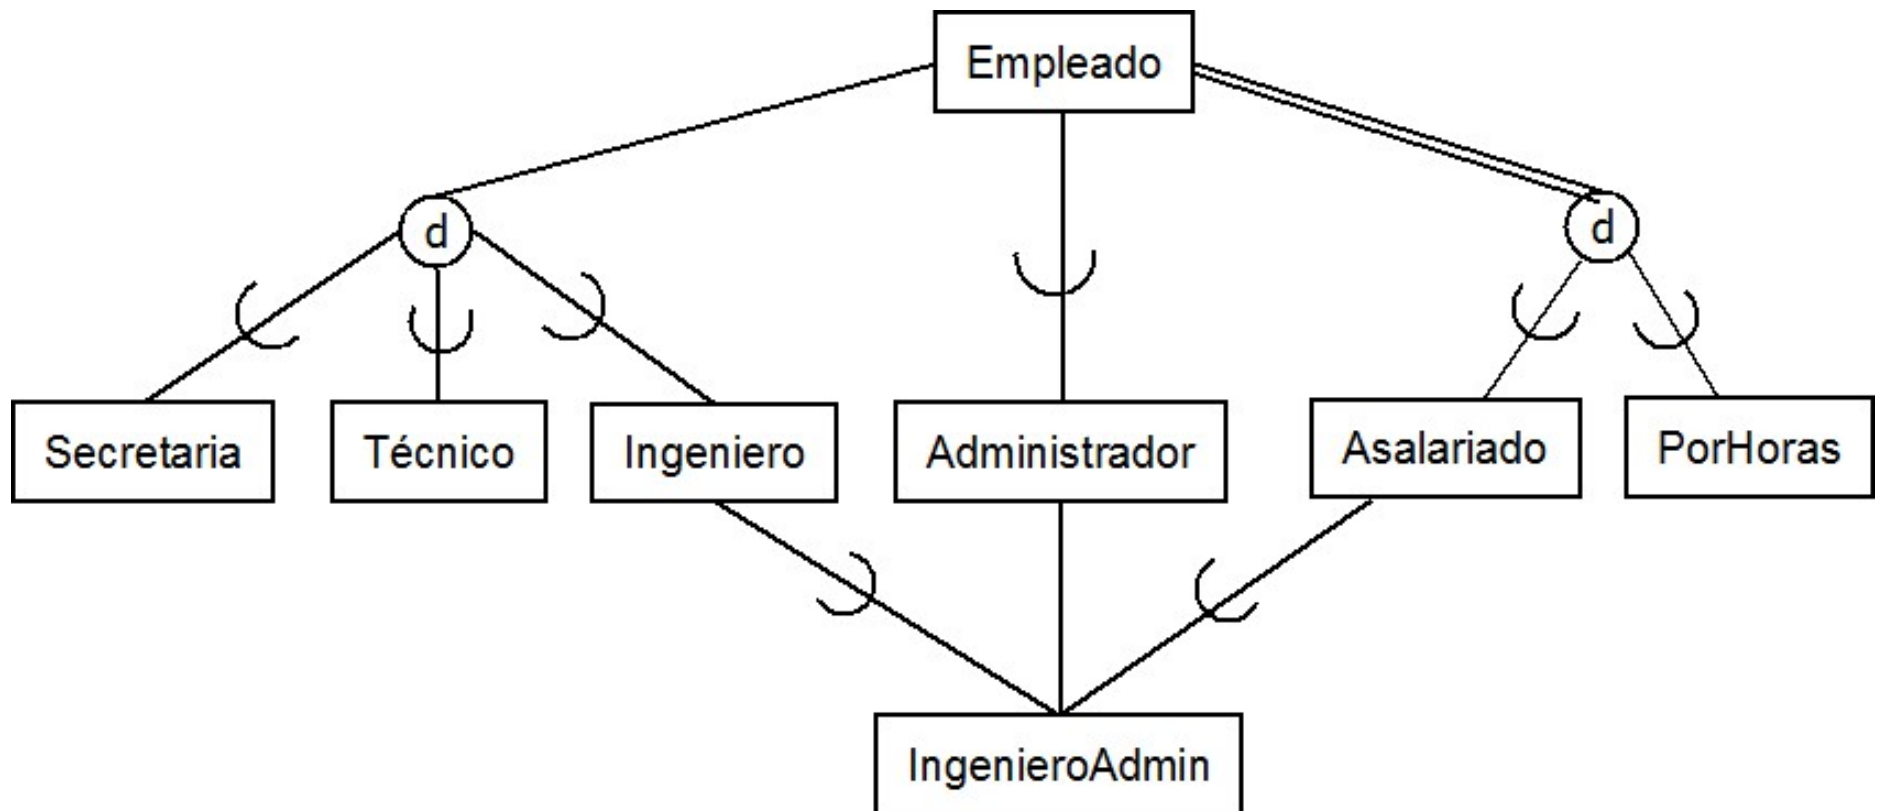 Empleado
d
d
Secretaria
Técnico
Ingeniero
Administrador
Asalariado
PorHoras
IngenieroAdmin